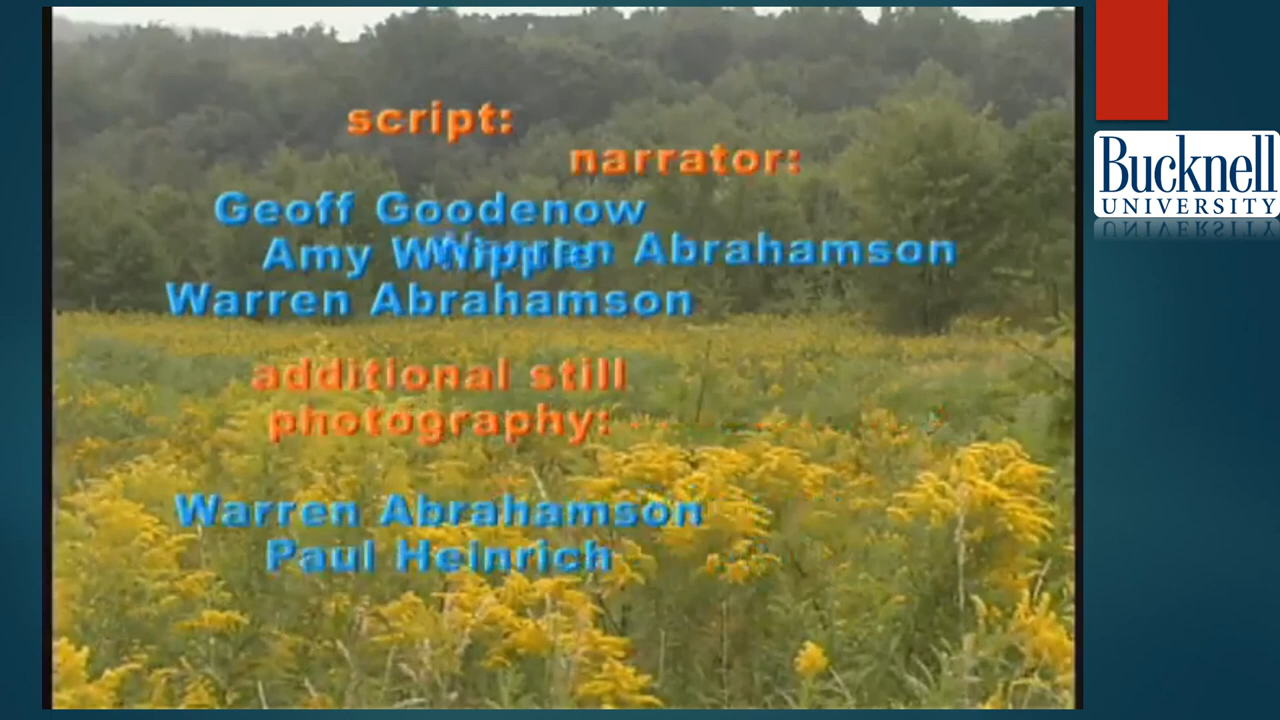 script:
narrator:
Geoff Goodenow
Amy Whipple
Warren Abrahamson
Warren Abrahamson
additional still
photography:
Warren Abrahamson
Paul Heinrich
Bucknell
UNIVERSITY